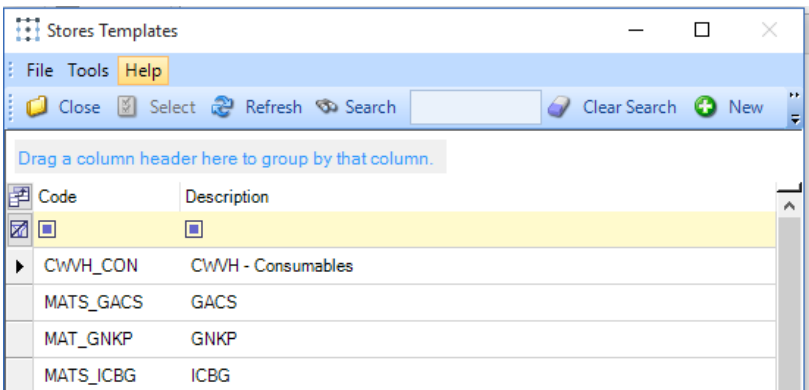 Stores Templates
File Tools Help
Close Select Refresh Search Clear Search New
Drag a column header here to group by that column.
Code Description
CWVH_CON CWVH - Consumables
MATS_GACS GACS
MAT_GNKP GNKP
MATS_ICBG ICBG